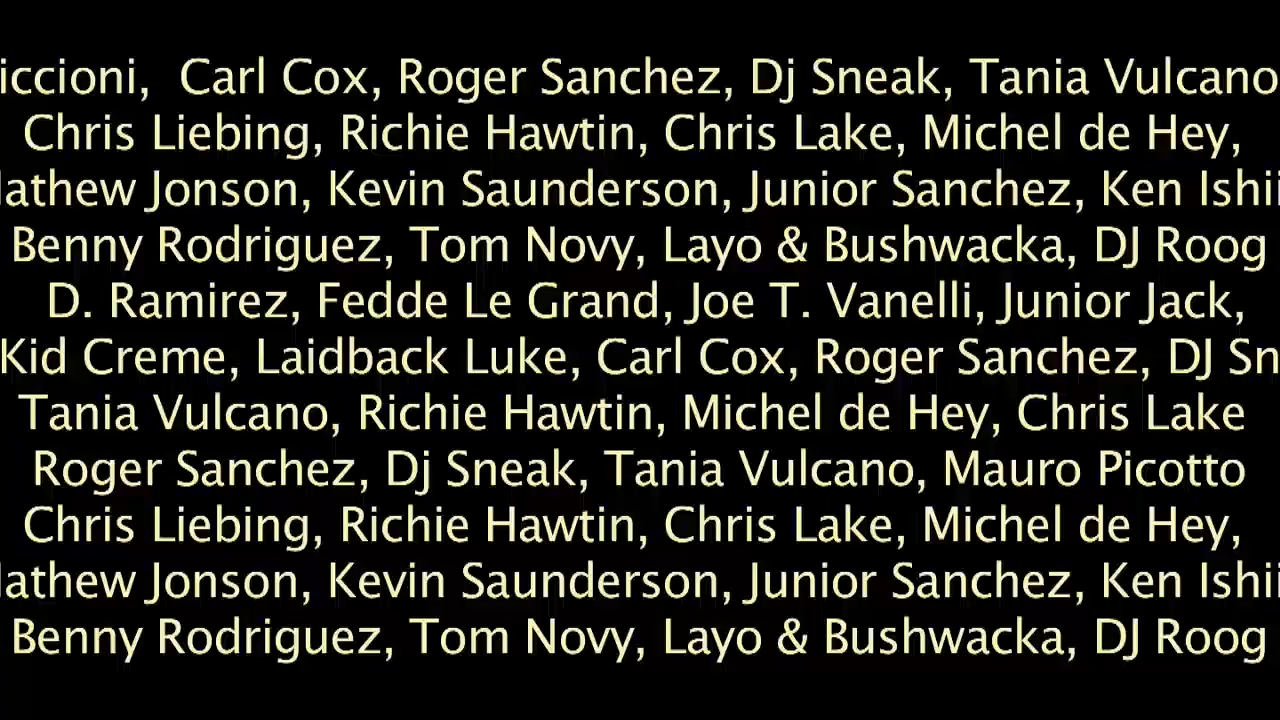 iccioni, Carl Cox, Roger Sanchez, Dj Sneak, Tania Vulcano
Chris Liebing, Richie Hawtin, Chris Lake, Michel de Hey,
athew Jonson, Kevin Saunderson, Junior Sanchez, Ken Ishii
Benny Rodriguez, Tom Novy, Layo & Bushwacka, DJ Roog
D. Ramirez, Fedde Le Grand, Joe T. Vanelli, Junior Jack,
Kid Creme, Laidback Luke, Carl Cox, Roger Sanchez, DJ Sn
Tania Vulcano, Richie Hawtin, Michel de Hey, Chris Lake
Roger Sanchez, Dj Sneak, Tania Vulcano, Mauro Picotto
Chris Liebing, Richie Hawtin, Chris Lake, Michel de Hey,
athew Jonson, Kevin Saunderson, Junior Sanchez, Ken Ishii
Benny Rodriguez, Tom Novy, Layo & Bushwacka, DJ Roog